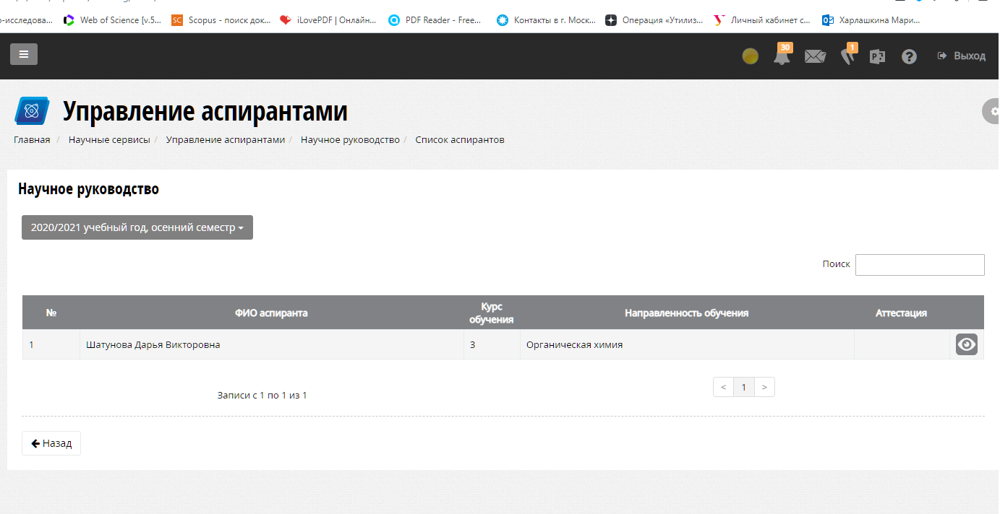 о-исследова... Web of Science [v.5... SC Scopus - поиск док... iLovePDF | Онлайн... PDF Reader - Free... Контакты в г. Моск... Операция «Утилиз... Личный кабинет с... Харлашкина Мари...
30 1 Выход
Управление аспирантами
Главная / Научные сервисы / Управление аспирантами / Научное руководство / Список аспирантов
Научное руководство
2020/2021 учебный год, осенний семестр
Поиск
№ ФИО аспиранта Курс обучения Направленность обучения Аттестация
1 Шатунова Дарья Викторовна 3 Органическая химия
< 1 >
Записи с 1 по 1 из 1
Назад